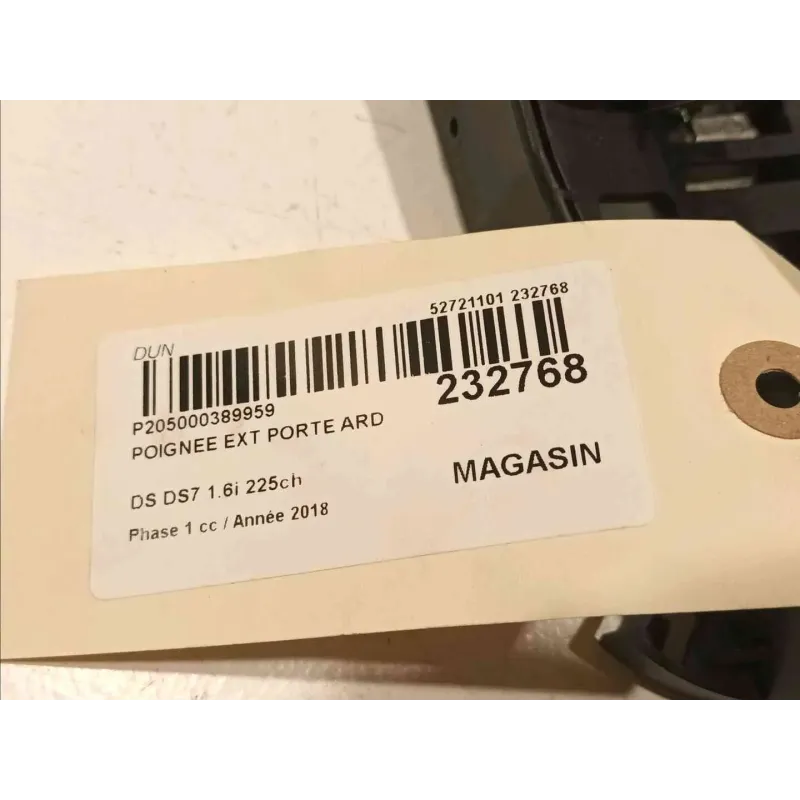 52721101 232768
DUN
232768
P205000389959
POIGNEE EXT PORTE ARD
MAGASIN
DS DS7 1.6i 225ch
Phase 1 cc / Année 2018